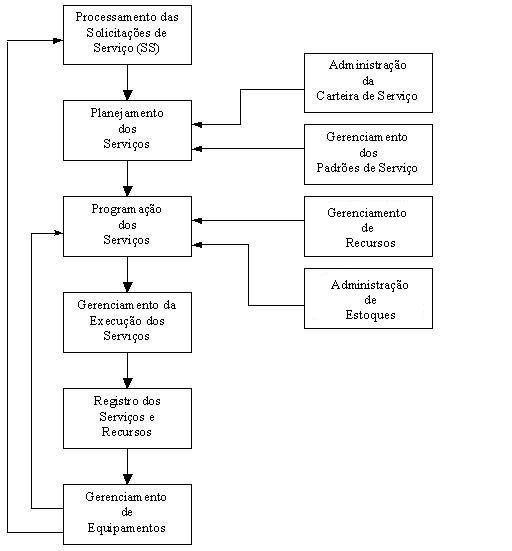 Processamento das
Solicitações de
Serviço (SS)
Planejamento
dos
Serviços
Programação
dos
Serviços
Gerenciamento da
Execução dos
Serviços
Registro dos
Serviços e
Recursos
Gerenciamento
de
Equipamentos
Administração
da
Carteira de Serviço
Gerenciamento
dos
Padrões de Serviço
Gerenciamento
de
Recursos
Administração
de
Estoques